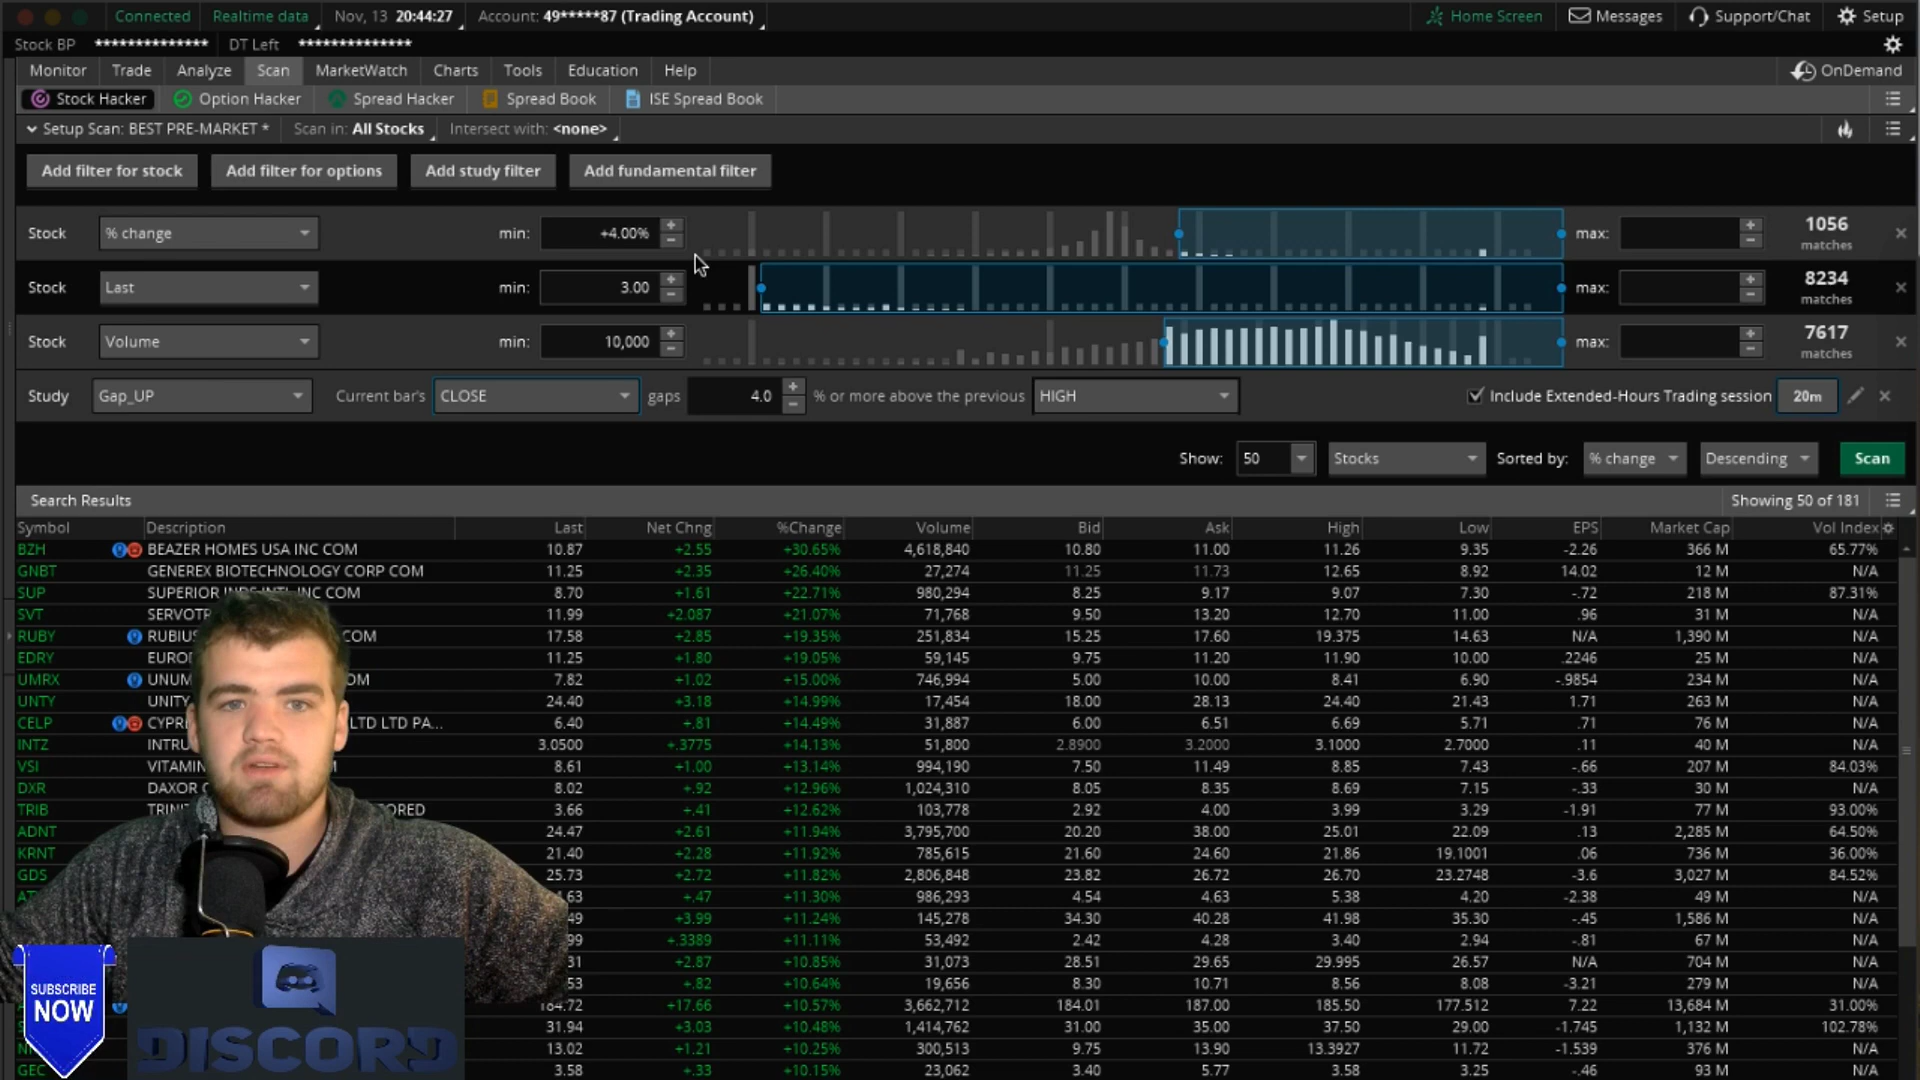 Connected Realtime data Nov, 13 20:44:27 Account: 49*****87 (Trading Account) Home Screen Messages Support/Chat Setup
Stock BP ************** DT Left **************
Monitor Trade Analyze Scan MarketWatch Charts Tools Education Help OnDemand
Stock Hacker Option Hacker Spread Hacker Spread Book ISE Spread Book
Setup Scan: BEST PRE-MARKET * Scan in: All Stocks Intersect with: <none>
Add filter for stock Add filter for options Add study filter Add fundamental filter
Stock % change min: +4.00% max: 1056 matches
Stock Last min: 3.00 max: 8234 matches
Stock Volume min: 10,000 max: 7617 matches
Study Gap_UP Current bar's CLOSE gaps 4.0 % or more above the previous HIGH Include Extended-Hours Trading session 20m
Show: 50 Stocks Sorted by: % change Descending Scan
Search Results Showing 50 of 181
Symbol Description Last Net Chng %Change Volume Bid Ask High Low EPS Market Cap Vol Index
BZH BEAZER HOMES USA INC COM 10.87 +2.55 +30.65% 4,618,840 10.80 11.00 11.26 9.35 -2.26 366 M 65.77%
GNBT GENEREX BIOTECHNOLOGY CORP COM 11.25 +2.35 +26.40% 27,274 11.25 11.73 12.65 8.92 14.02 12 M N/A
SUP SUPERIOR INDS INTL INC COM 8.70 +1.61 +22.71% 980,294 8.25 9.17 9.07 7.30 -.72 218 M 87.31%
SVT SERVOTR 11.99 +2.087 +21.07% 71,768 9.50 13.20 12.70 11.00 .96 31 M N/A
RUBY RUBIUS COM 17.58 +2.85 +19.35% 251,834 15.25 17.60 19.375 14.63 N/A 1,390 M N/A
EDRY EURO 11.25 +1.80 +19.05% 59,145 9.75 11.20 11.90 10.00 .2246 25 M N/A
UMRX UNUM OM 7.82 +1.02 +15.00% 746,994 5.00 10.00 8.41 6.90 -.9854 234 M N/A
UNTY UNITY 24.40 +3.18 +14.99% 17,454 18.00 28.13 24.40 21.43 1.71 263 M N/A
CELP CYPR LTD LTD PA... 6.40 +.81 +14.49% 31,887 6.00 6.51 6.69 5.71 .71 76 M N/A
INTZ INTRU 3.0500 +.3775 +14.13% 51,800 2.8900 3.2000 3.1000 2.7000 .11 40 M N/A
VSI VITAMIN 8.61 +1.00 +13.14% 994,190 7.50 11.49 8.85 7.43 -.66 207 M 84.03%
DXR DAXOR 8.02 +.92 +12.96% 1,024,310 8.05 8.35 8.69 7.15 -.33 30 M N/A
TRIB TRINI ORED 3.66 +.41 +12.62% 103,778 2.92 4.00 3.99 3.29 -1.91 77 M 93.00%
ADNT 24.47 +2.61 +11.94% 3,795,700 20.20 38.00 25.01 22.09 .13 2,285 M 64.50%
KRNT 21.40 +2.28 +11.92% 785,615 21.60 24.60 21.86 19.1001 .06 736 M 36.00%
GDS 25.73 +2.72 +11.82% 2,806,848 23.82 26.72 26.70 23.2748 -3.6 3,027 M 84.52%
.63 +.47 +11.30% 986,293 4.54 4.63 5.38 4.20 -2.38 49 M N/A
49 +3.99 +11.24% 145,278 34.30 40.28 41.98 35.30 -.45 1,586 M N/A
99 +.3389 +11.11% 53,492 2.42 4.28 3.40 2.94 -.81 67 M N/A
31 +2.87 +10.85% 31,073 28.51 29.65 29.995 26.57 N/A 704 M N/A
53 +.82 +10.64% 19,656 8.30 10.71 8.56 8.08 -3.21 279 M N/A
+17.66 +10.57% 3,662,712 184.01 187.00 185.50 177.512 7.22 13,684 M 31.00%
31.94 +3.03 +10.48% 1,414,762 31.00 35.00 37.50 29.00 -1.745 1,132 M 102.78%
13.02 +1.21 +10.25% 300,513 9.75 13.90 13.3927 11.72 -1.539 376 M N/A
GEC 3.58 +.33 +10.15% 23,062 3.40 5.77 3.58 3.25 -.46 93 M N/A
SUBSCRIBE
NOW
DISCORD